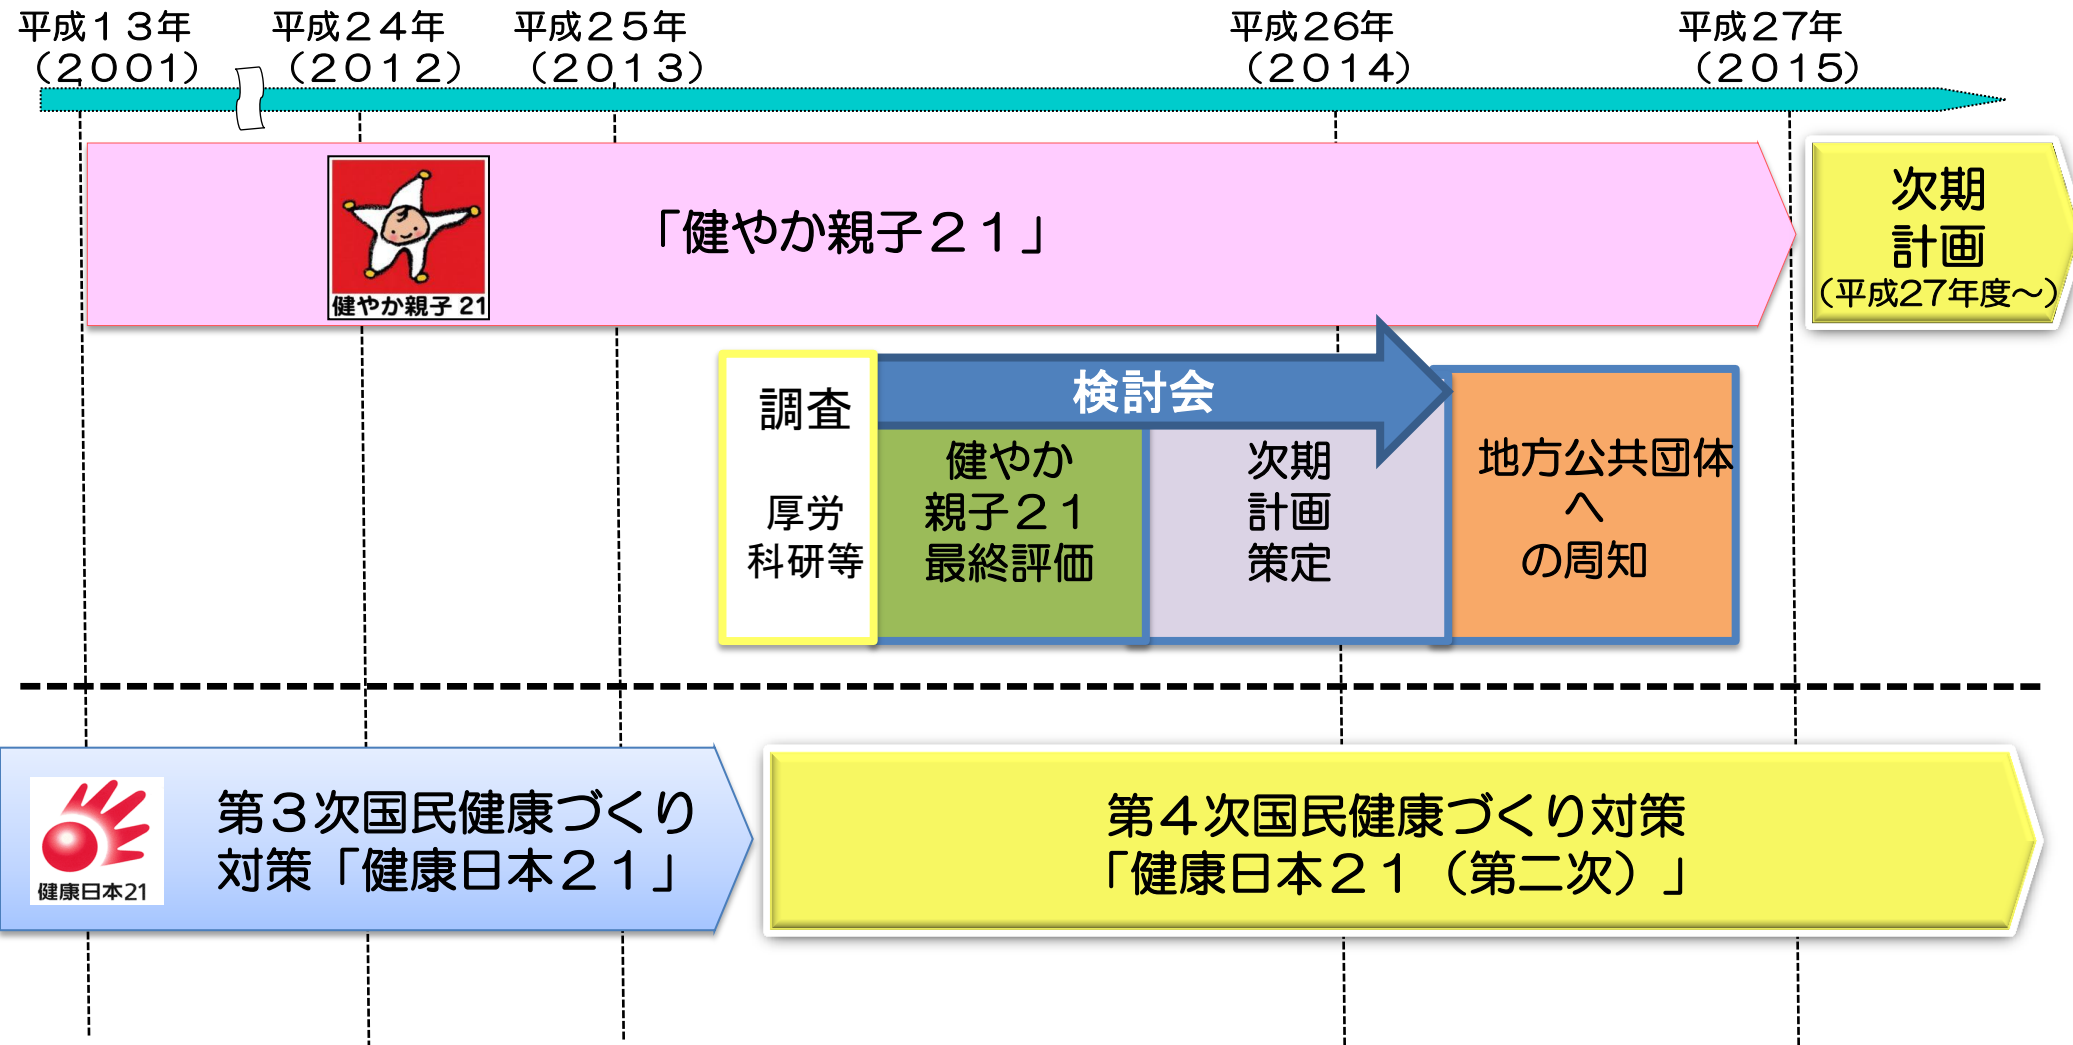 平成１３年
（２００１）
平成２４年
（２０１２）
平成２５年
（２０１３）
平成２６年
（２０１４）
平成２７年
（２０１５）
健やか親子 21
「健やか親子２１」
次期
計画
（平成２７年度～）
調査
厚労
科研等
検討会
健やか
親子２１
最終評価
次期
計画
策定
地方公共団体
へ
の周知
健康日本21
第３次国民健康づくり
対策「健康日本２１」
第４次国民健康づくり対策
「健康日本２１（第二次）」